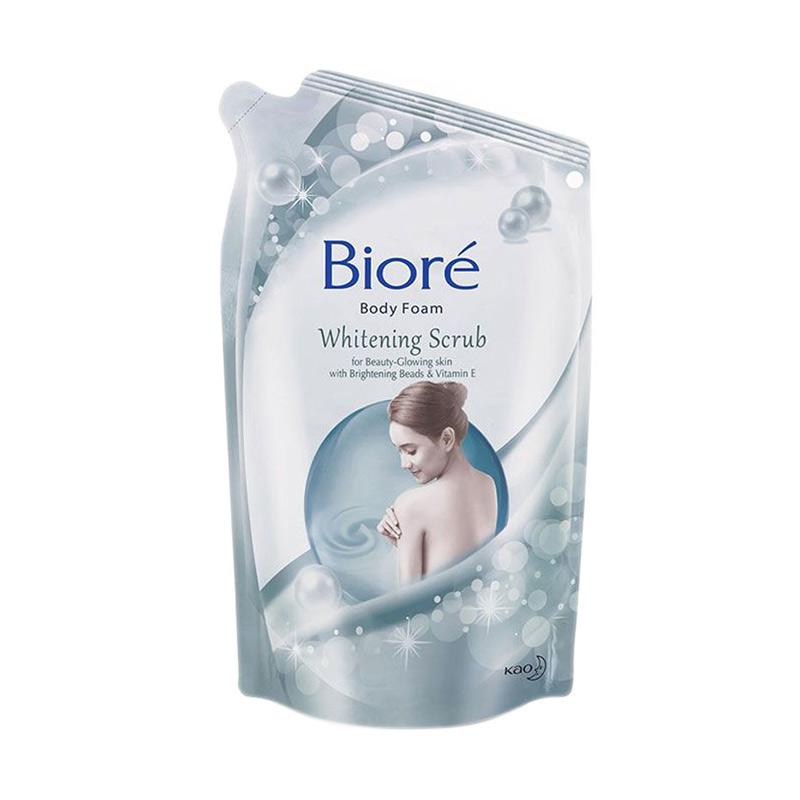 Bioré
Body Foam
Whitening Scrub
for Beauty-Glowing skin
with Brightening Beads & Vitamin E
Kao